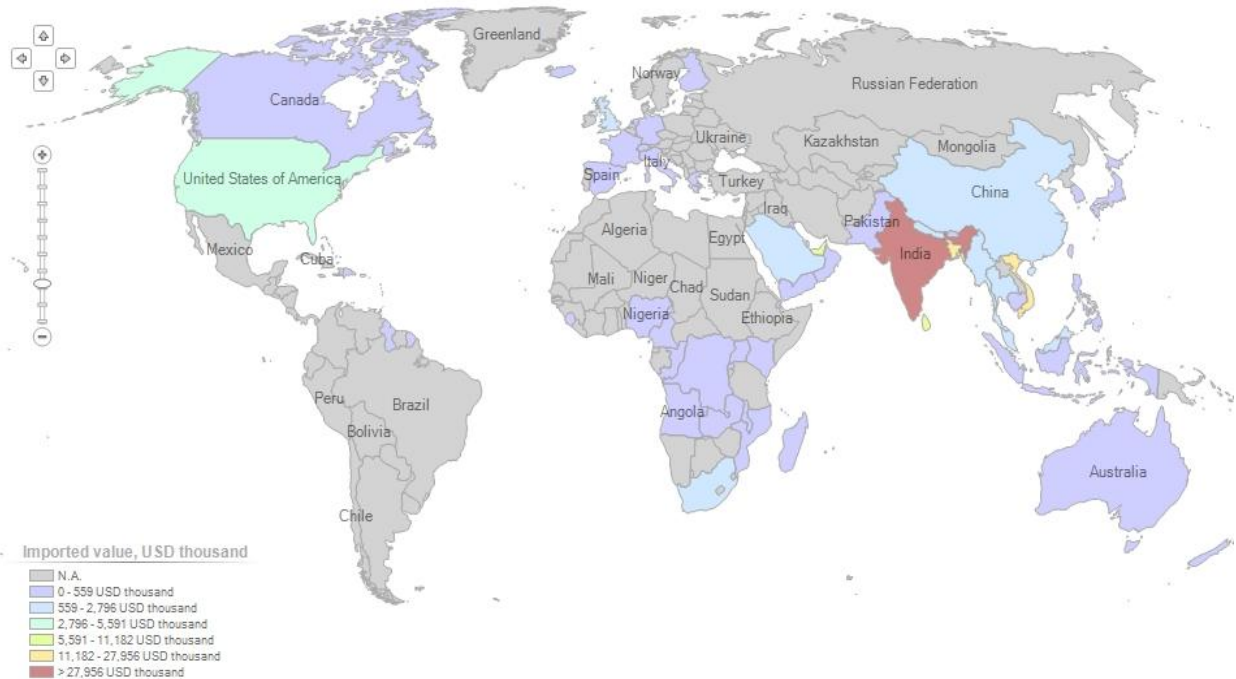 Greenland
Norway
Russian Federation
Canada
Ukraine
Kazakhstan
Mongolia
Italy
Spain
Turkey
China
United States of America
Iraq
Pakistan
Algeria
Egypt
India
Mexico
Cuba
Mali
Niger
Chad
Sudan
Nigeria
Ethiopia
Peru
Brazil
Angola
Bolivia
Australia
Chile
Imported value, USD thousand
N.A.
0 - 559 USD thousand
559 - 2,796 USD thousand
2,796 - 5,591 USD thousand
5,591 - 11,182 USD thousand
11,182 - 27,956 USD thousand
> 27,956 USD thousand